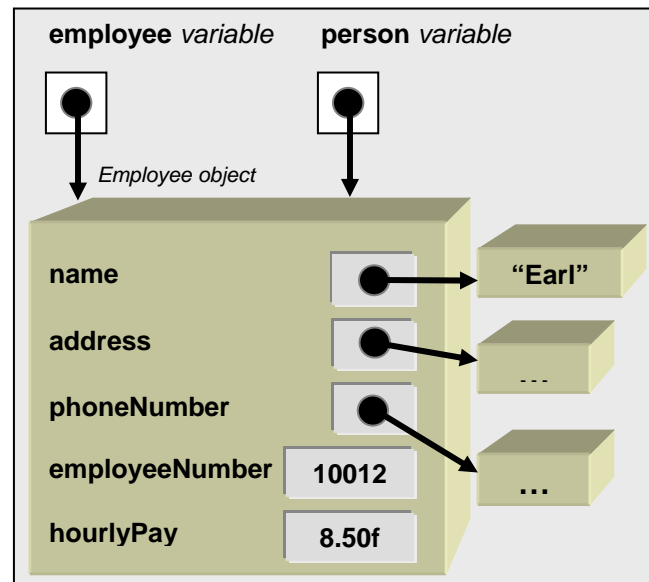 employee variable person variable
Employee object
name
“Earl”
address
...
phoneNumber
...
employeeNumber 10012
hourlyPay 8.50f